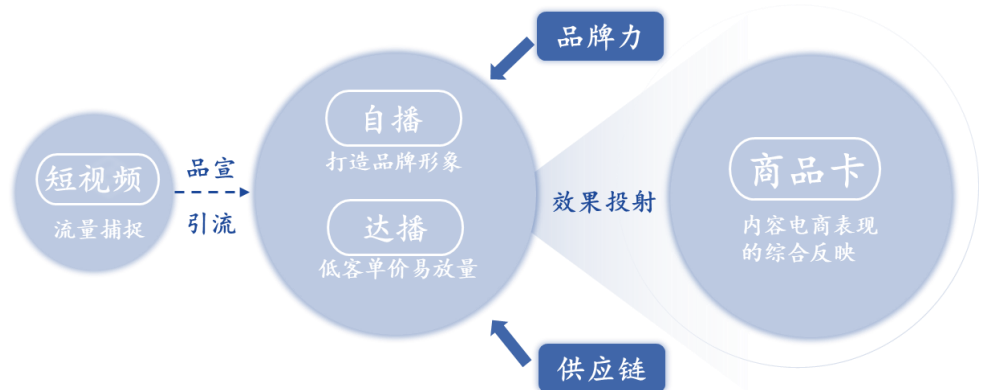 短视频
流量捕捉
品宣
引流
自播
打造品牌形象
达播
低客单价易放量
品牌力
供应链
效果投射
商品卡
内容电商表现
的综合反映